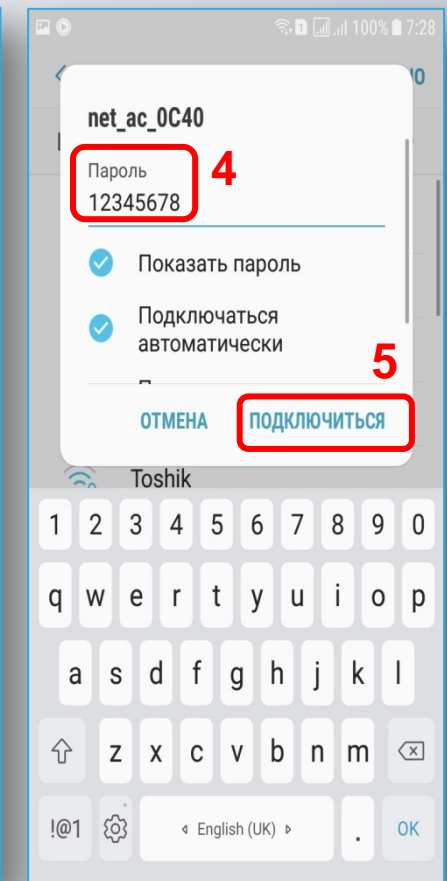 1 100% 7:28
Ю
net_ac_0C40
Пароль
12345678
4
Показать пароль
Подключаться
автоматически
5
ОТМЕНА ПОДКЛЮЧИТЬСЯ
Toshik
1 2 3 4 5 6 7 8 9 0
q w e r t y u i o p
a s d f g h j k l
z x c v b n m
!@1 English (UK) . OK